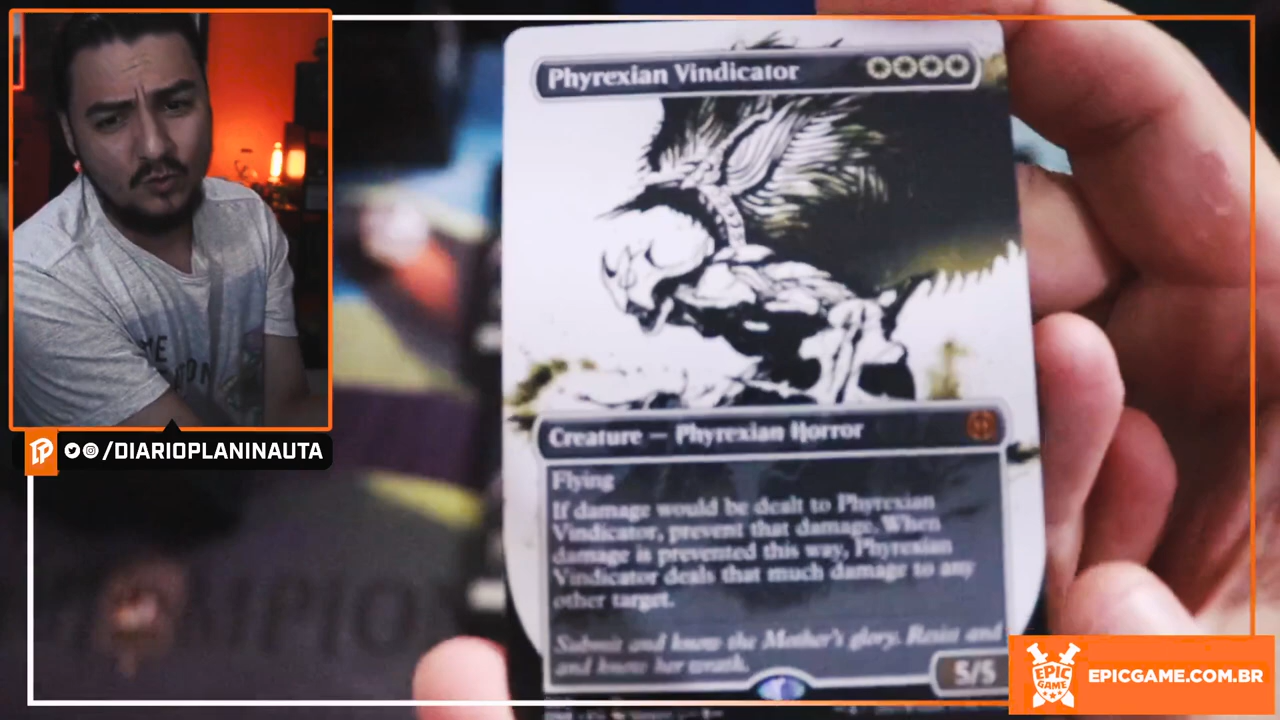 Phyrexian Vindicator
Creature — Phyrexian Horror
Flying
If damage would be dealt to Phyrexian
Vindicator, prevent that damage. When
damage is prevented this way, Phyrexian
Vindicator deals that much damage to any
other target.
Submit and know the Mother's glory. Resist and
and know her wrath.
5/5
/DIARIOPLANINAUTA
EPIC
GAME
EPICGAME.COM.BR